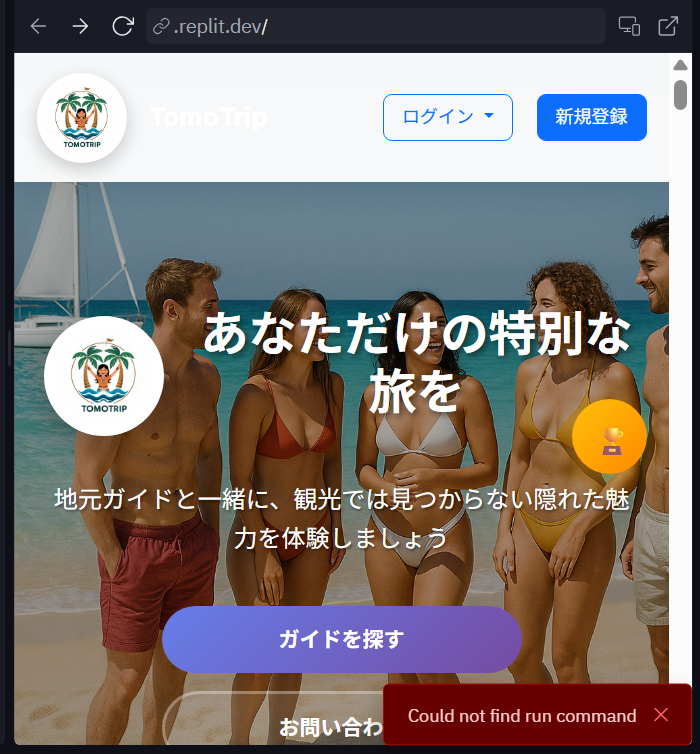 .replit.dev/
TOMOTRIP
TomoTrip
ログイン
新規登録
あなただけの特別な
旅を
TOMOTRIP
地元ガイドと一緒に、観光では見つからない隠れた魅
力を体験しましょう
ガイドを探す
お問い合わ
Could not find run command